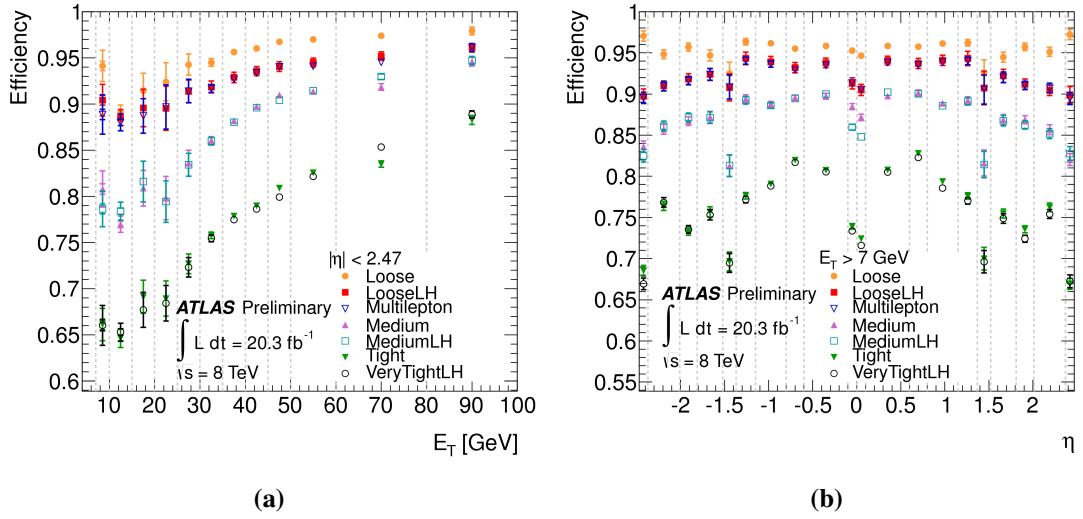 Efficiency
1
0.95
0.9
0.85
0.8
0.75
0.7
0.65
0.6
|η| < 2.47
Loose
LooseLH
Multilepton
Medium
MediumLH
Tight
VeryTightLH
ATLAS Preliminary
∫ L dt = 20.3 fb⁻¹
√s = 8 TeV
10 20 30 40 50 60 70 80 90 100
E_T [GeV]
(a)
Efficiency
1
0.95
0.9
0.85
0.8
0.75
0.7
0.65
0.6
0.55
E_T > 7 GeV
Loose
LooseLH
Multilepton
Medium
MediumLH
Tight
VeryTightLH
ATLAS Preliminary
∫ L dt = 20.3 fb⁻¹
√s = 8 TeV
-2 -1.5 -1 -0.5 0 0.5 1 1.5 2
η
(b)